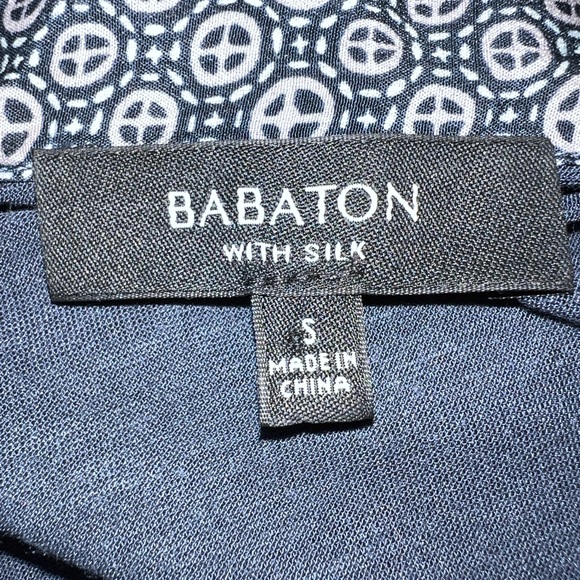 BABATON
WITH SILK
S
MADE IN
CHINA